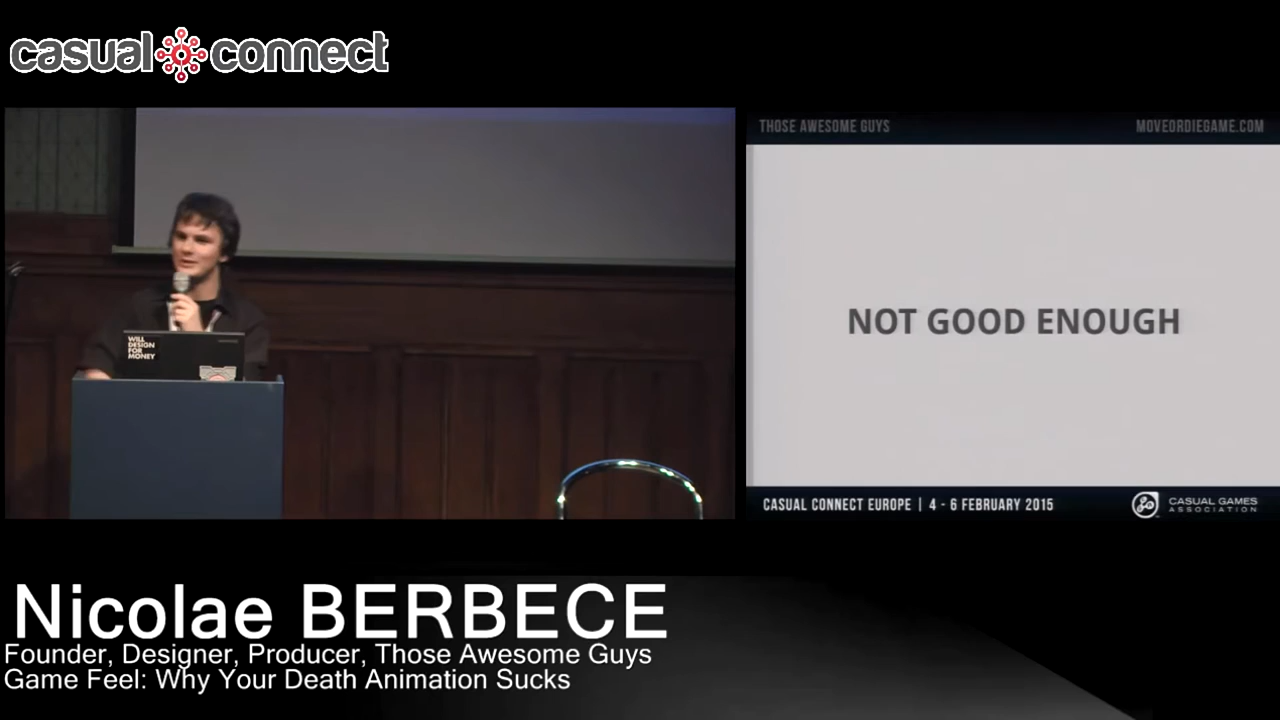 casual connect
THOSE AWESOME GUYS
MOVEORDIEGAME.COM
NOT GOOD ENOUGH
WILL
DESIGN
FOR
MONEY
CASUAL CONNECT EUROPE | 4 - 6 FEBRUARY 2015
CASUAL GAMES
ASSOCIATION
Nicolae BERBECE
Founder, Designer, Producer, Those Awesome Guys
Game Feel: Why Your Death Animation Sucks